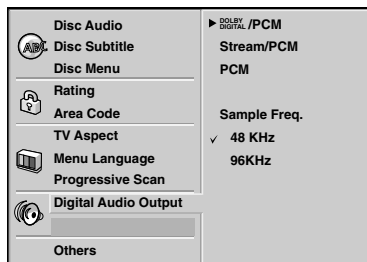 Disc Audio
ABC
Disc Subtitle
Disc Menu
Rating
A
?
Area Code
TV Aspect
Menu Language
Progressive Scan
Digital Audio Output
Others
DOLBY DIGITAL /PCM
Stream/PCM
PCM
Sample Freq.
✓ 48 KHz
96KHz